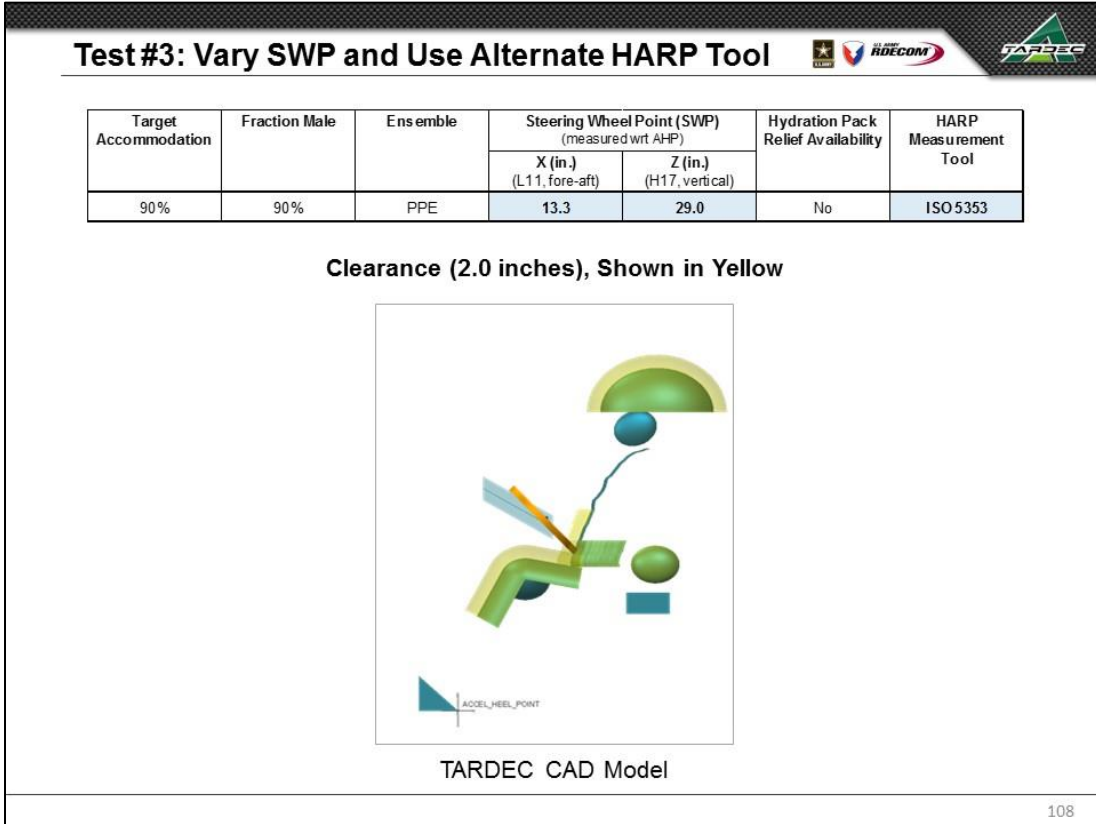 Test #3: Vary SWP and Use Alternate HARP Tool
U.S. ARMY
U.S. ARMY
RDECOM
TARDEC
Target Accommodation
Fraction Male
Ensemble
Steering Wheel Point (SWP)
(measured wrt AHP)
Hydration Pack Relief Availability
HARP Measurement Tool
X (in.)
(L11, fore-aft)
Z (in.)
(H17, vertical)
90%
90%
PPE
13.3
29.0
No
ISO 5353
Clearance (2.0 inches), Shown in Yellow
ACCEL_HEEL_POINT
TARDEC CAD Model
108